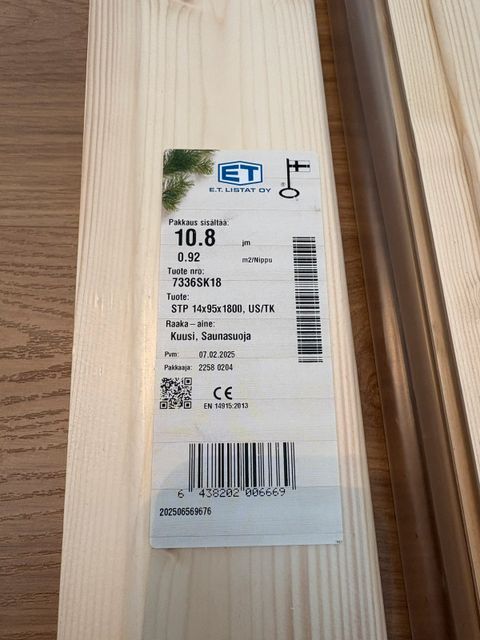 ET
E.T. LISTAT OY
Pakkaus sisältää:
10.8 jm
0.92 m2/Nippu
Tuote nro:
7336SK18
Tuote:
STP 14x95x1800, US/TK
Raaka-aine:
Kuusi, Saunasuoja
Pvm: 07.02.2025
Pakkaaja: 2258 0204
CE
EN 14915:2013
6 438202 006669
202506569676